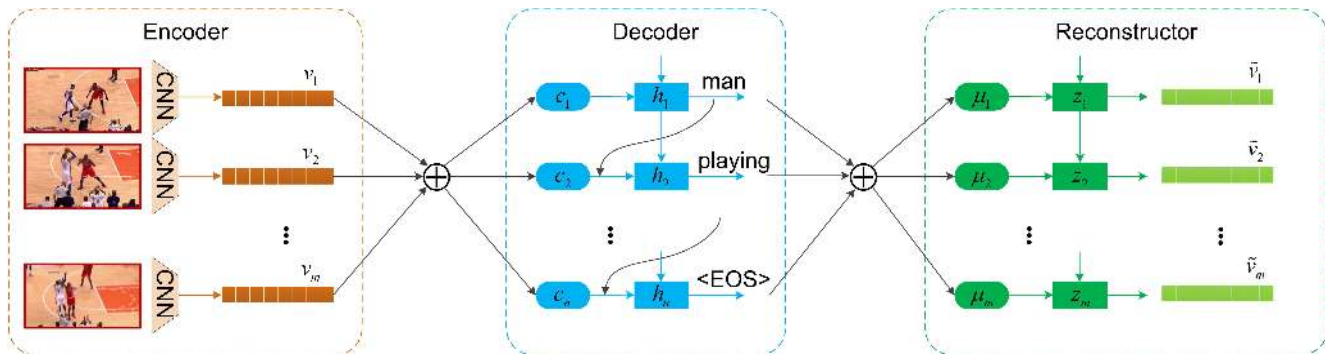 Encoder
Decoder
Reconstructor
CNN
v₁
c₁
h₁
man
μ₁
z₁
ṽ₁
CNN
v₂
c₂
h₂
playing
μ₂
z₂
ṽ₂
...
...
...
...
CNN
vₘ
cₙ
hₙ
<EOS>
μₘ
zₘ
ṽₘ